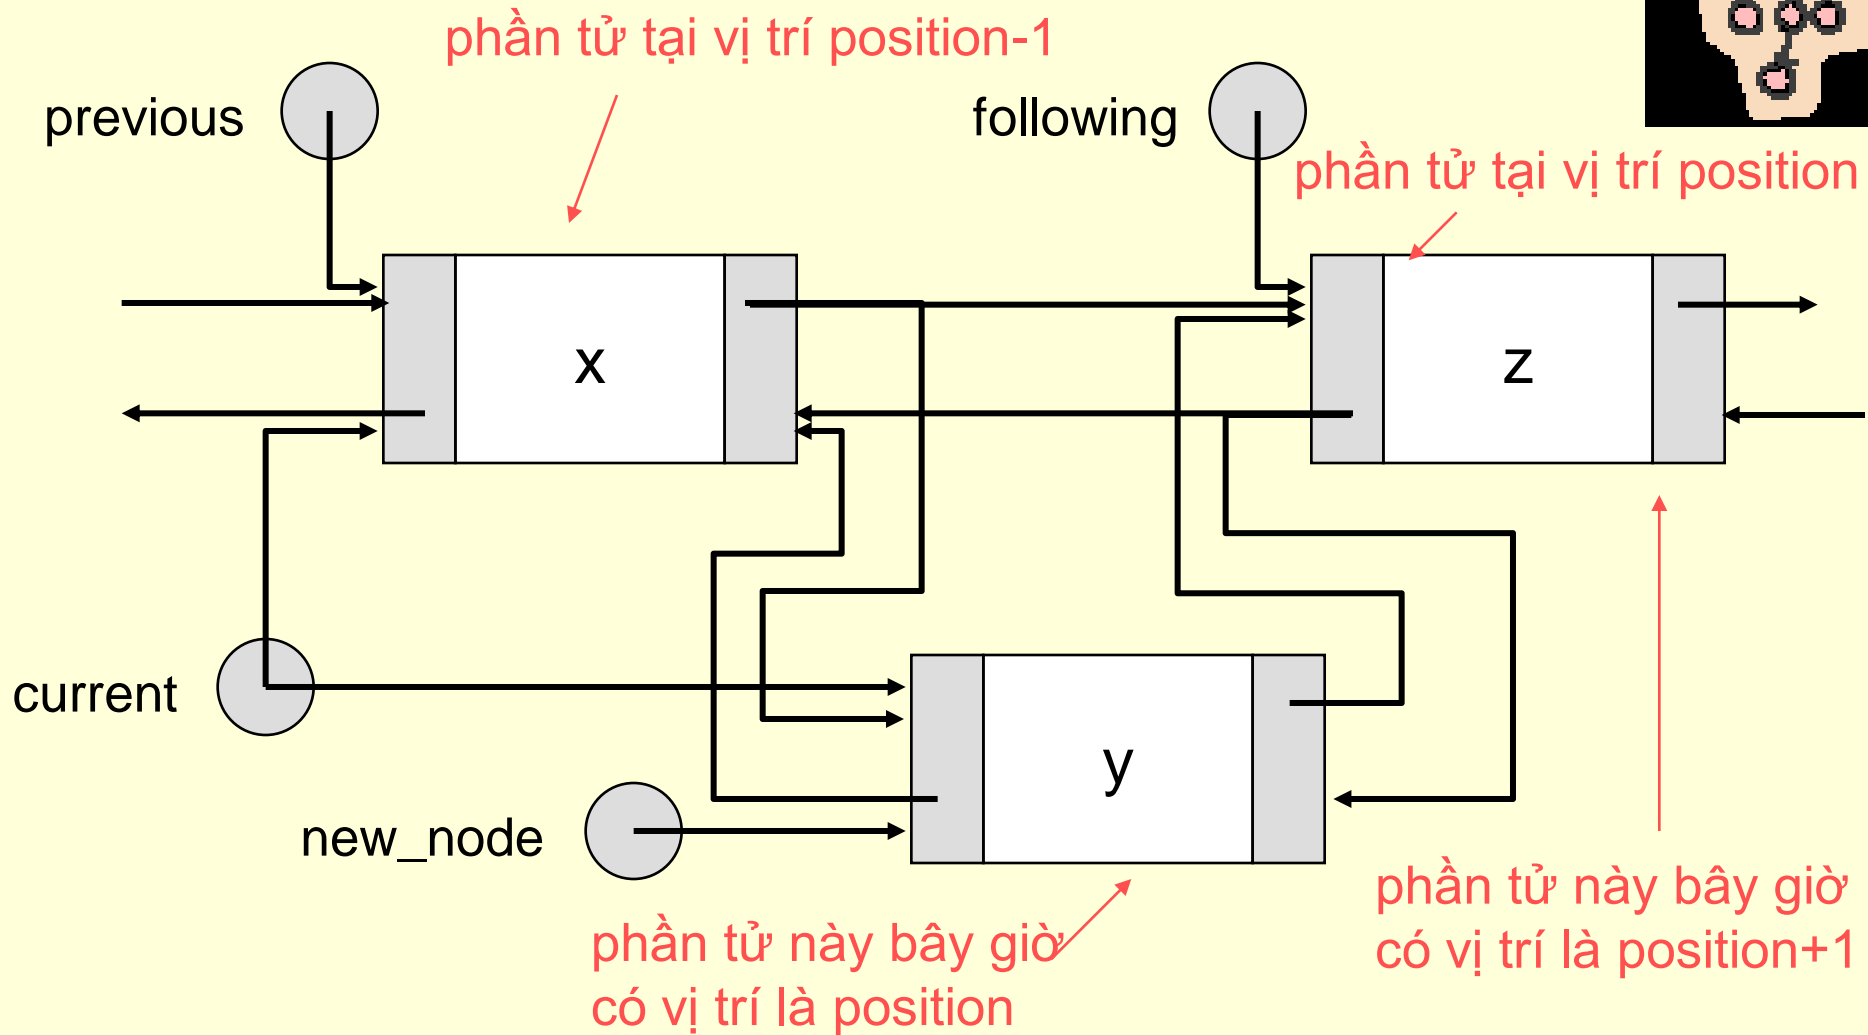 phần tử tại vị trí position-1
previous
following
phần tử tại vị trí position
x
z
current
y
new_node
phần tử này bây giờ
có vị trí là position
phần tử này bây giờ
có vị trí là position+1